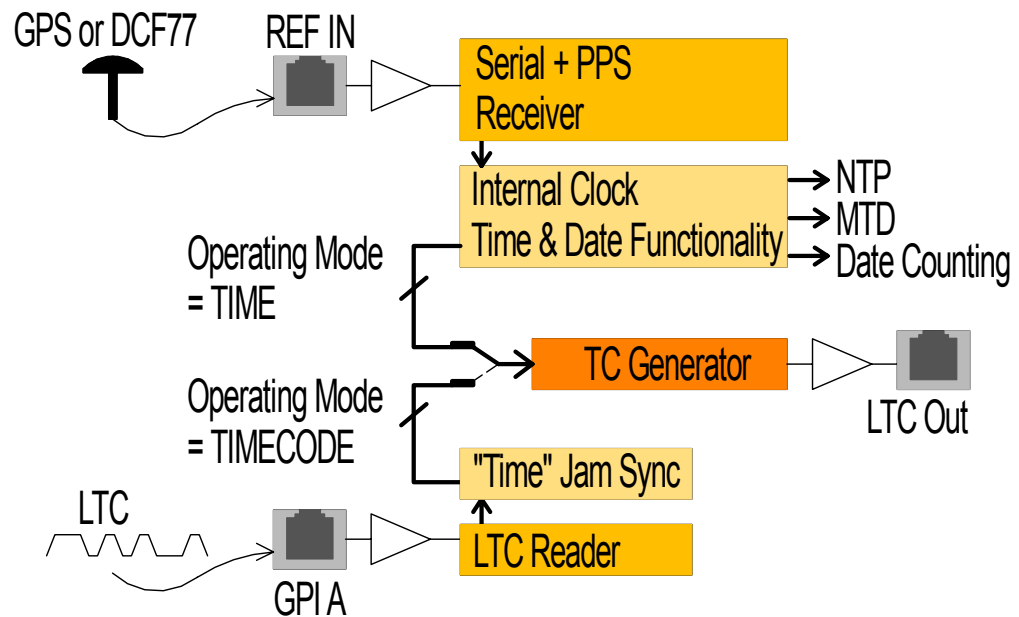 GPS or DCF77
REF IN
Serial + PPS
Receiver
Internal Clock
Time & Date Functionality
NTP
MTD
Date Counting
Operating Mode
= TIME
TC Generator
LTC Out
Operating Mode
= TIMECODE
"Time" Jam Sync
LTC
LTC Reader
GPI A